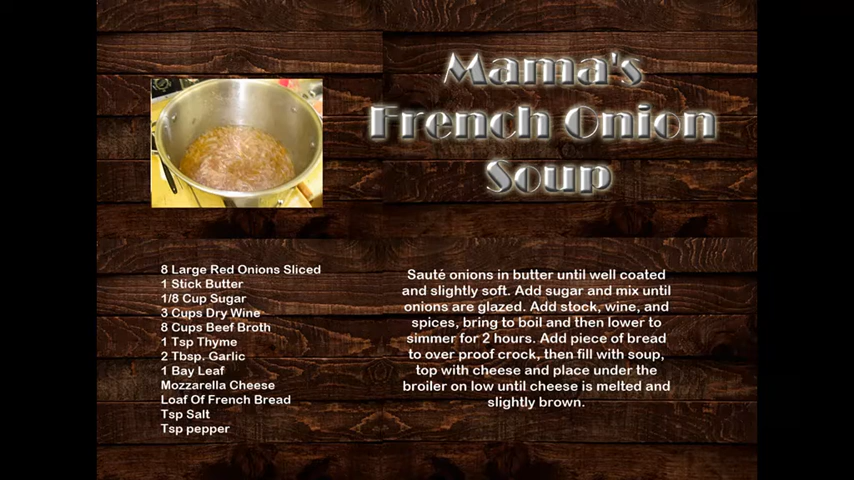 Mama's
French Onion
Soup
8 Large Red Onions Sliced
1 Stick Butter
1/8 Cup Sugar
3 Cups Dry Wine
8 Cups Beef Broth
1 Tsp Thyme
2 Tbsp. Garlic
1 Bay Leaf
Mozzarella Cheese
Loaf Of French Bread
Tsp Salt
Tsp pepper
Sauté onions in butter until well coated
and slightly soft. Add sugar and mix until
onions are glazed. Add stock, wine, and
spices, bring to boil and then lower to
simmer for 2 hours. Add piece of bread
to over proof crock, then fill with soup,
top with cheese and place under the
broiler on low until cheese is melted and
slightly brown.